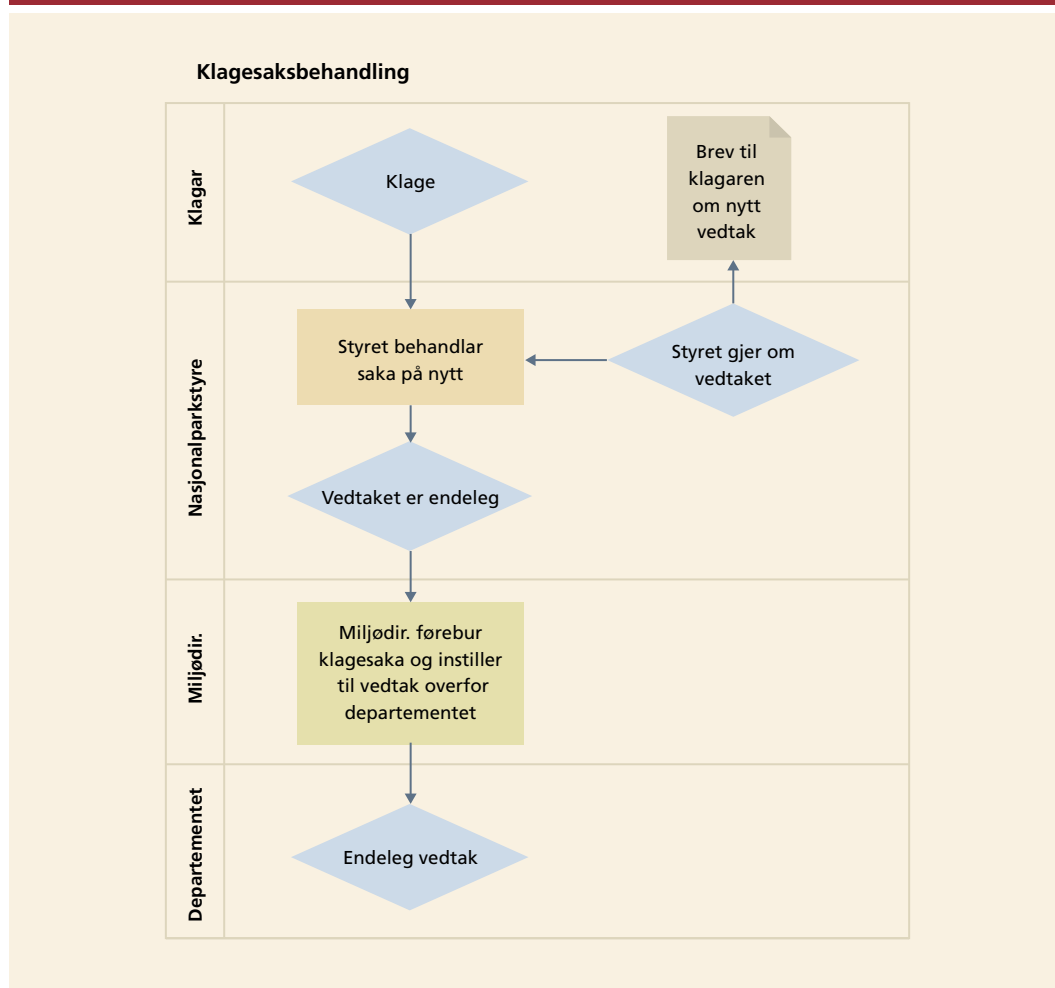 Klagesaksbehandling
Klagar
Klage
Brev til
klagaren
om nytt
vedtak
Nasjonalparkstyre
Styret behandlar
saka på nytt
Styret gjer om
vedtaket
Vedtaket er endeleg
Miljødir.
Miljødir. førebur
klagesaka og instiller
til vedtak overfor
departementet
Departementet
Endeleg vedtak